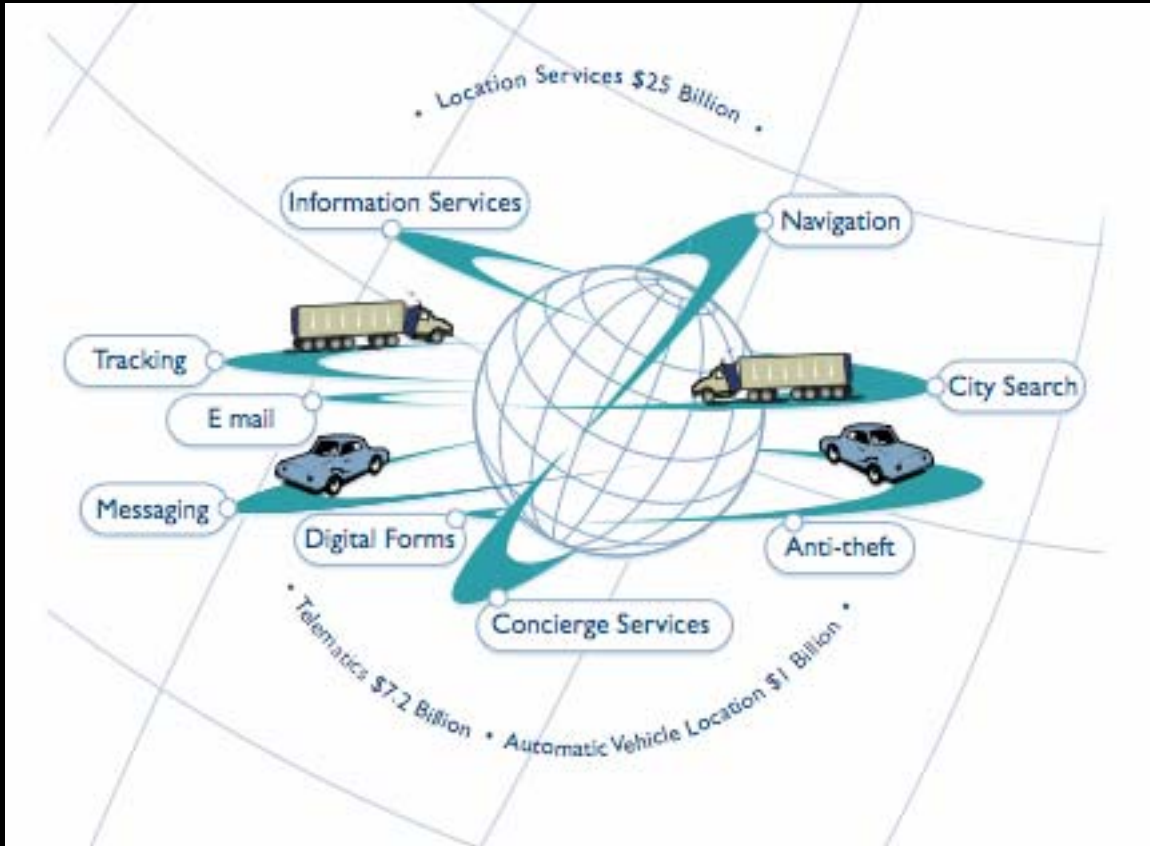 • Location Services $25 Billion •
Information Services
Navigation
Tracking
City Search
E mail
Messaging
Digital Forms
Anti-theft
Concierge Services
• Telematics $7.2 Billion • Automatic Vehicle Location $1 Billion •